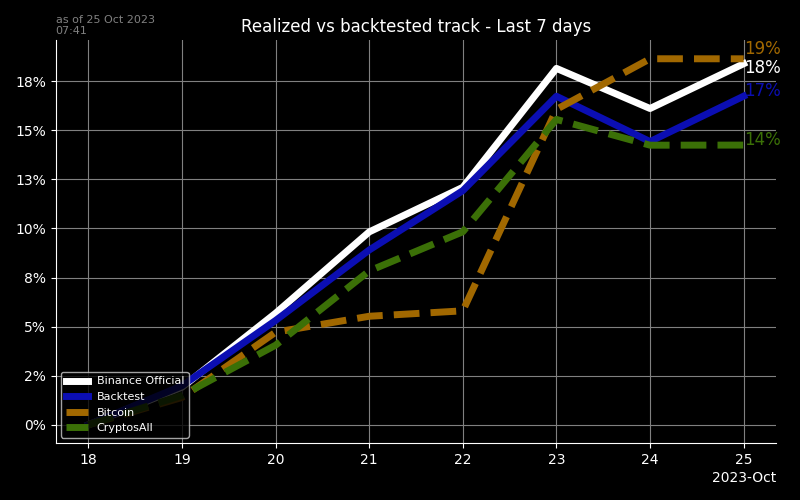 as of 25 Oct 2023
07:41
Realized vs backtested track - Last 7 days
19%
18%
18%
17%
15%
14%
13%
10%
8%
5%
2%
0%
Binance Official
Backtest
Bitcoin
CryptosAll
18 19 20 21 22 23 24 25
2023-Oct